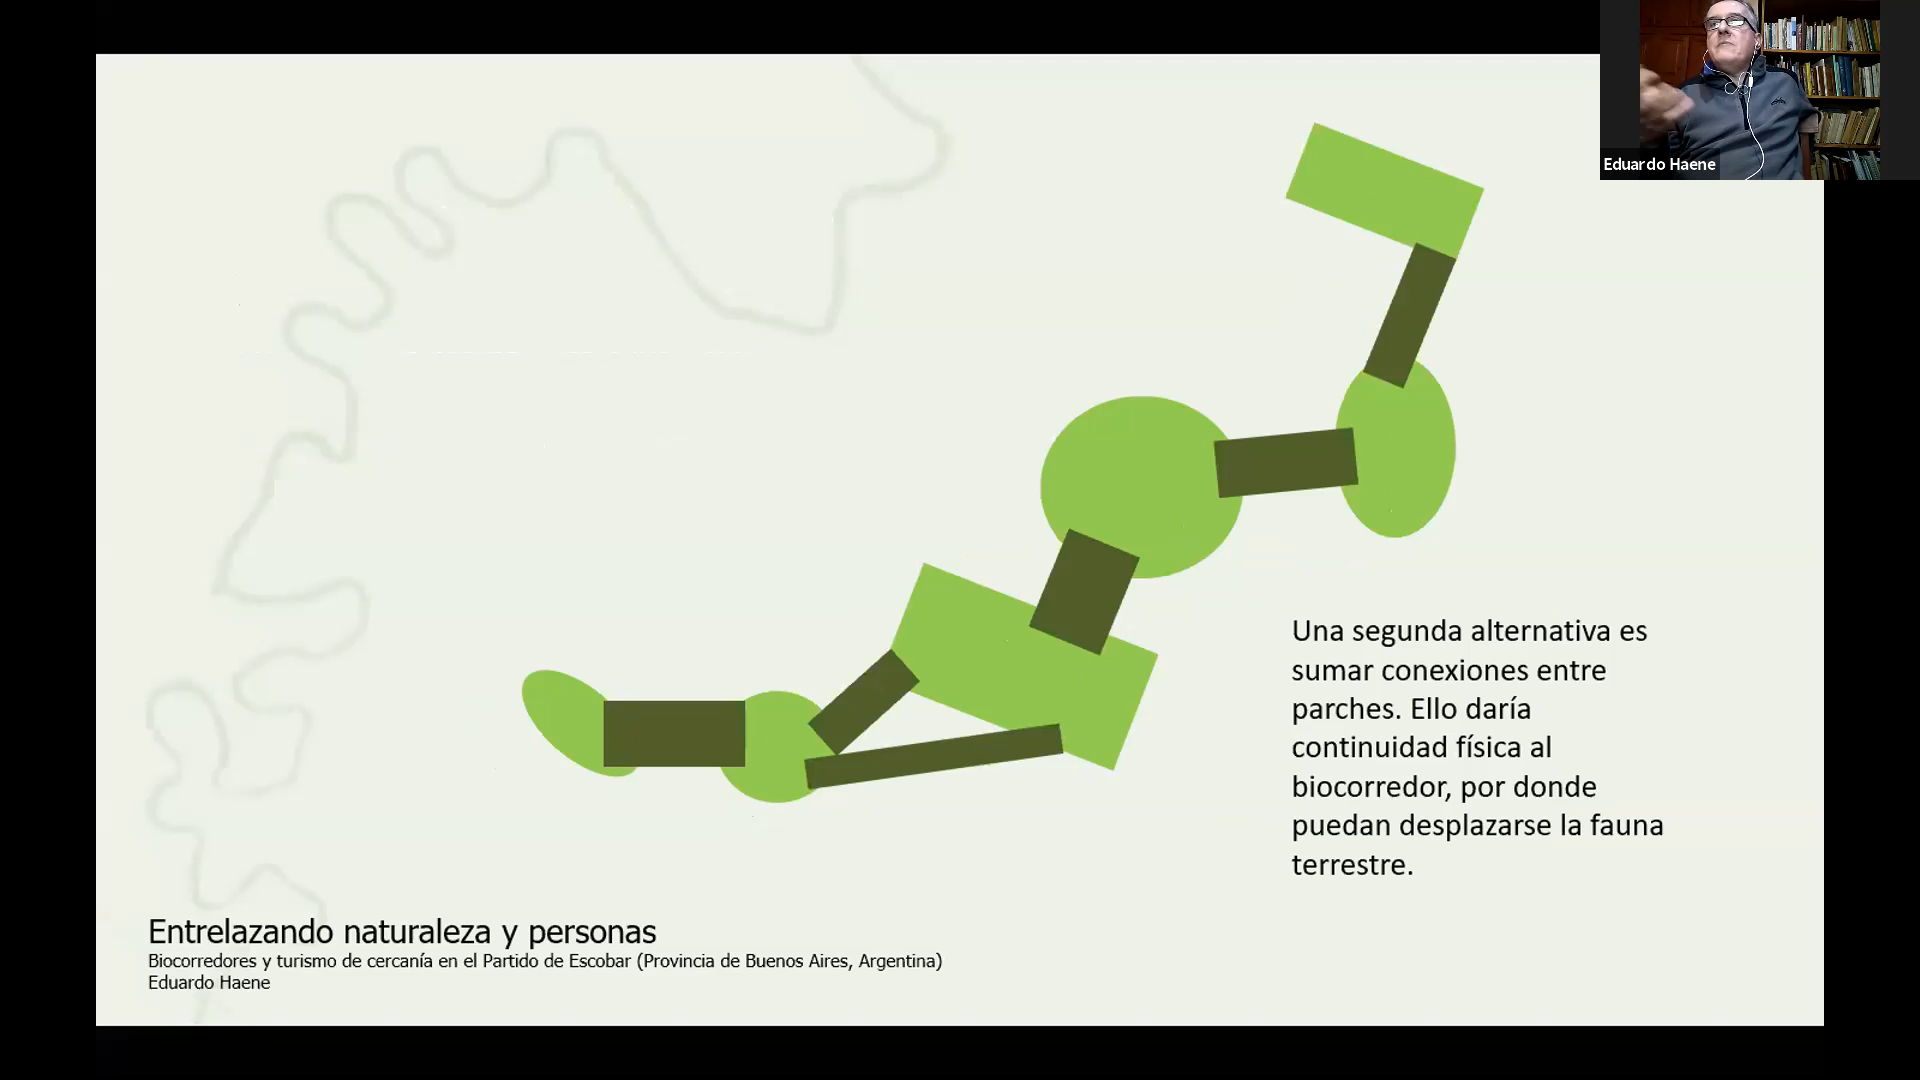 Eduardo Haene
Una segunda alternativa es
sumar conexiones entre
parches. Ello daría
continuidad física al
biocorredor, por donde
puedan desplazarse la fauna
terrestre.
Entrelazando naturaleza y personas
Biocorredores y turismo de cercanía en el Partido de Escobar (Provincia de Buenos Aires, Argentina)
Eduardo Haene